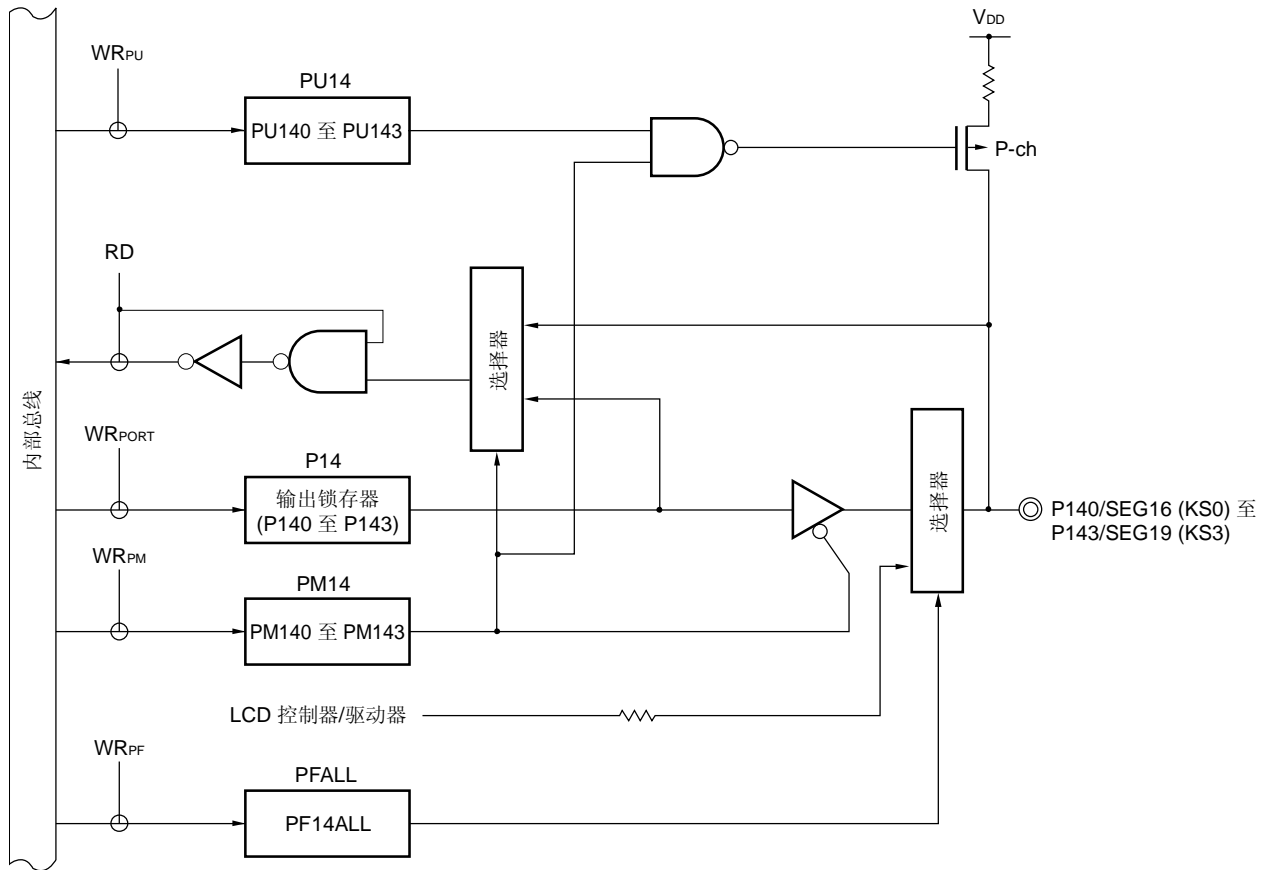 VDD
WRPU
PU14
PU140 至 PU143
P-ch
RD
选择器
内部总线
WRPORT
P14
输出锁存器
(P140 至 P143)
选择器
P140/SEG16 (KS0) 至
P143/SEG19 (KS3)
WRPM
PM14
PM140 至 PM143
LCD 控制器/驱动器
WRPF
PFALL
PF14ALL